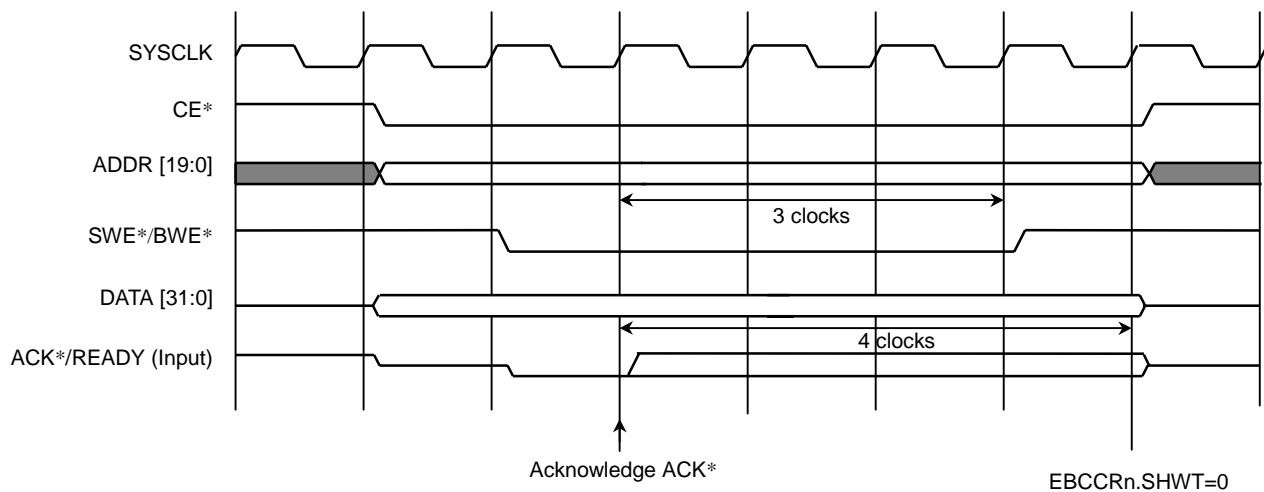 SYSCLK
CE*
ADDR [19:0]
3 clocks
SWE*/BWE*
DATA [31:0]
4 clocks
ACK*/READY (Input)
Acknowledge ACK*
EBCCRn.SHWT=0